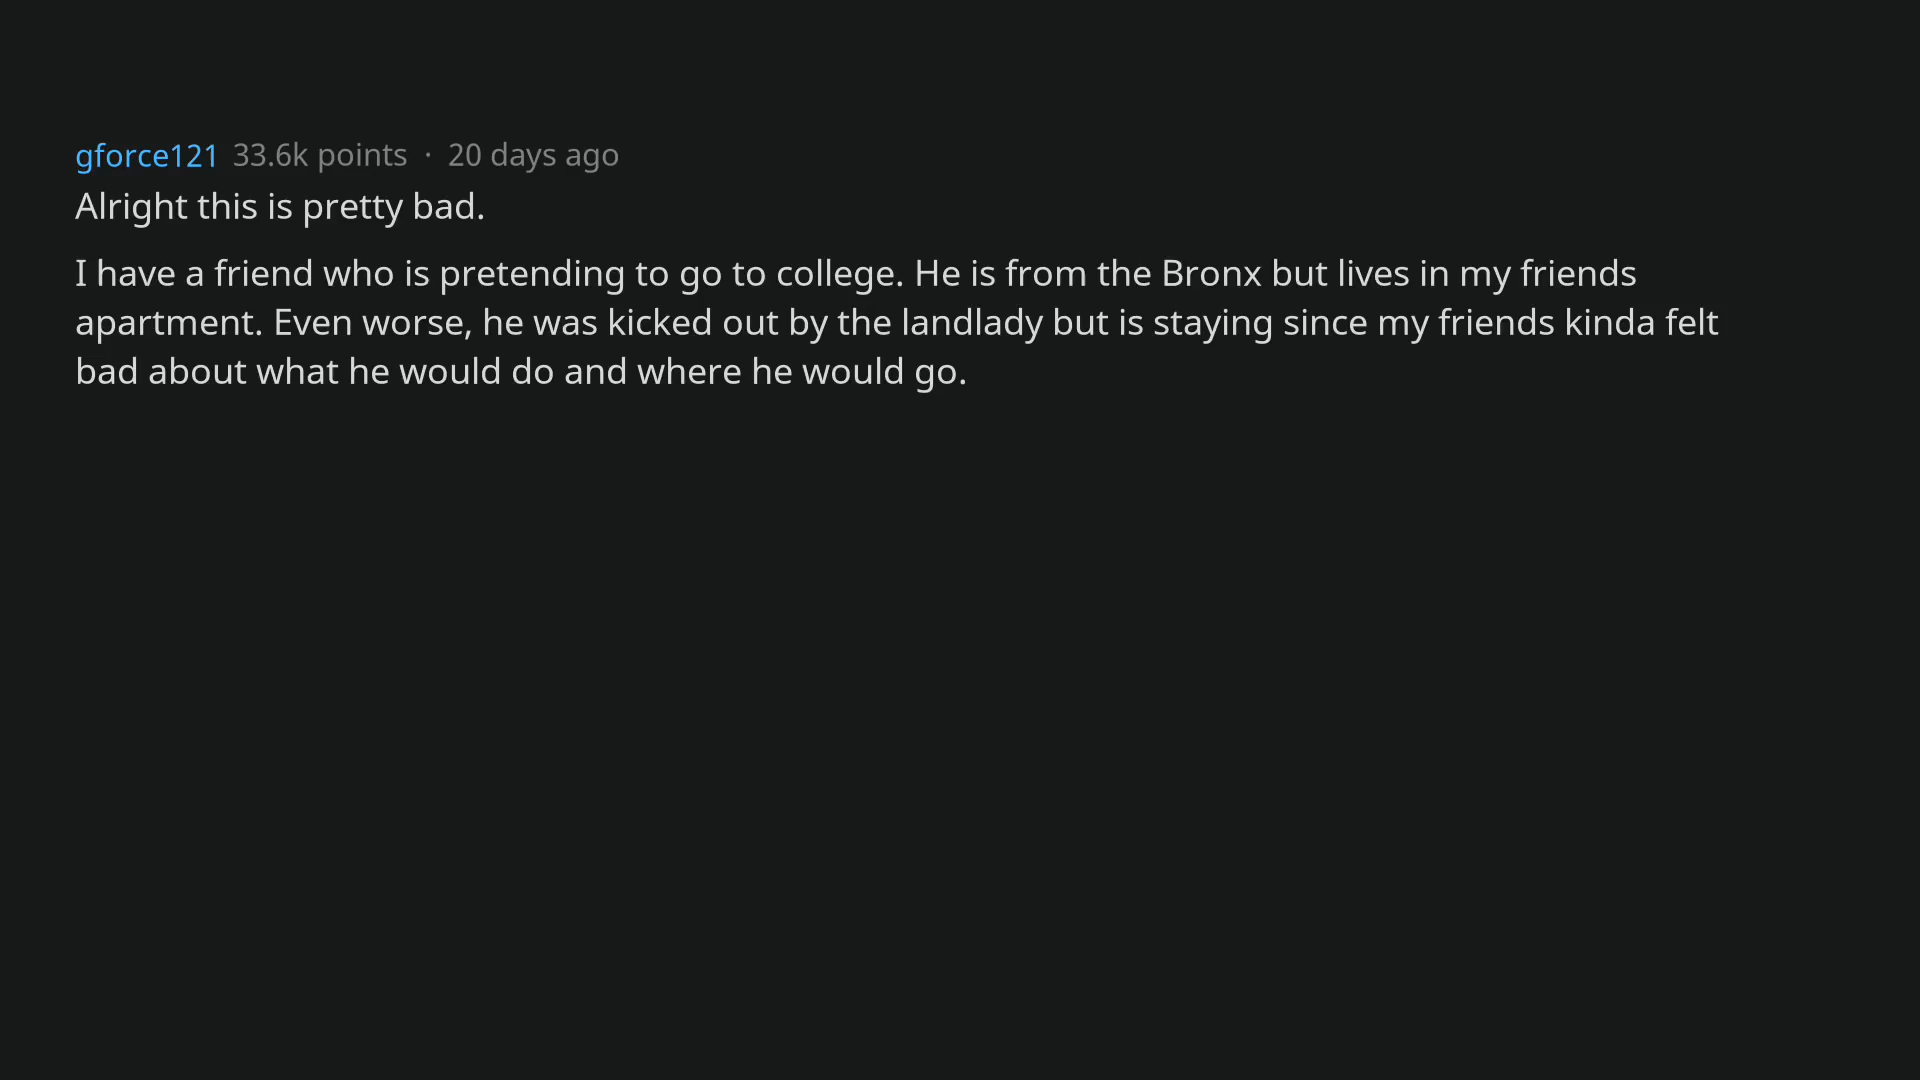 gforce121 33.6k points · 20 days ago
Alright this is pretty bad.
I have a friend who is pretending to go to college. He is from the Bronx but lives in my friends
apartment. Even worse, he was kicked out by the landlady but is staying since my friends kinda felt
bad about what he would do and where he would go.